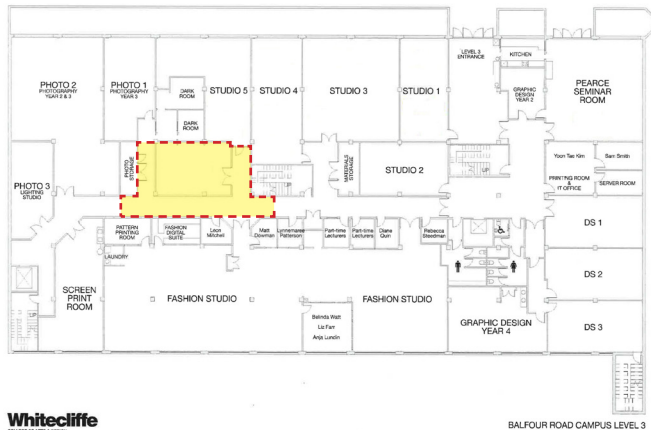 PHOTO 2
PHOTOGRAPHY
YEAR 2 & 3
PHOTO 1
PHOTOGRAPHY
YEAR 3
DARK
ROOM
DARK
ROOM
STUDIO 5
STUDIO 4
STUDIO 3
STUDIO 1
LEVEL 3
ENTRANCE
KITCHEN
GRAPHIC
DESIGN
YEAR 2
PEARCE
SEMINAR
ROOM
PHOTO
STORAGE
UP
MATERIALS
STORAGE
STUDIO 2
UP
Yoon Tae Kim
Sam Smith
PRINTING ROOM
&
IT OFFICE
SERVER ROOM
PHOTO 3
LIGHTING
STUDIO
PATTERN
PRINTING
ROOM
FASHION
DIGITAL
SUITE
Leon
Mitchell
Matt
Dowman
Lynnemaree
Patterson
Part-time
Lecturers
Part-time
Lecturers
Diane
Quin
Rebecca
Steedman
DS 1
LAUNDRY
SCREEN
PRINT
ROOM
UP
FASHION STUDIO
FASHION STUDIO
Belinda Watt
Liz Farr
Anja Lundin
GRAPHIC DESIGN
YEAR 4
DS 2
DS 3
Whitecliffe
BALFOUR ROAD CAMPUS LEVEL 3